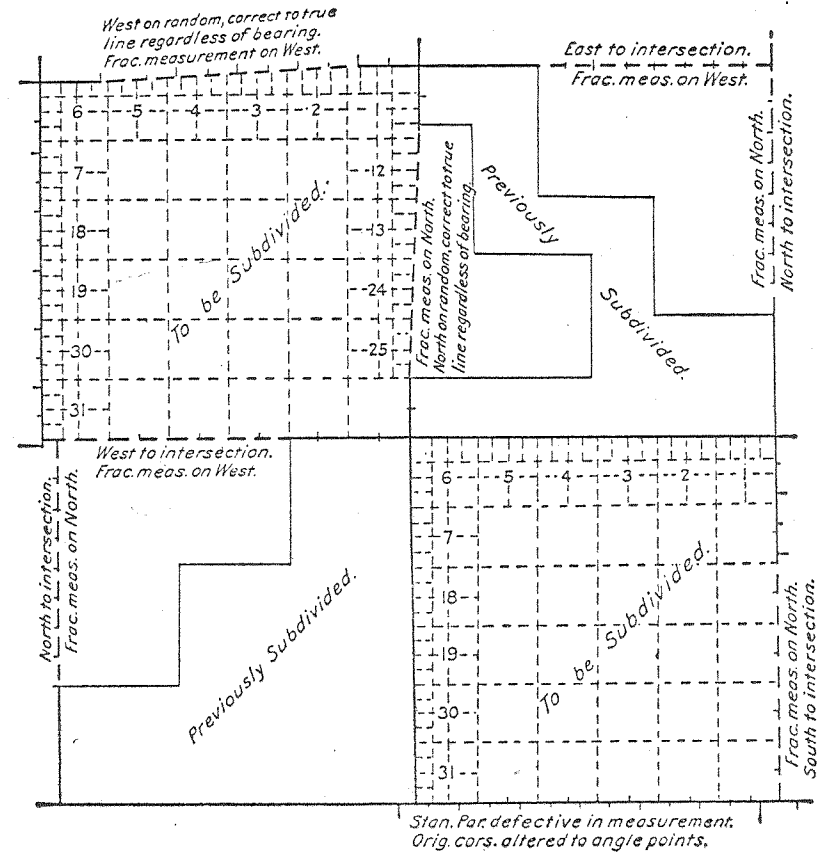 West on random, correct to true
line regardless of bearing.
Frac. measurement on West.
East to intersection.
Frac. meas. on West.
6 5 4 3 2
7
18
19
30
31
12
13
24
25
To be Subdivided.
Frac. meas. on North.
North on random, correct to true
line regardless of bearing.
Previously
Subdivided.
Frac. meas. on North.
North to intersection.
West to intersection.
Frac. meas. on West.
North to intersection.
Frac. meas. on North.
Previously Subdivided.
6 5 4 3 2
7
18
19
30
31
To be Subdivided.
Frac. meas. on North.
South to intersection.
Stan. Par. defective in measurement.
Orig. cors. altered to angle points.